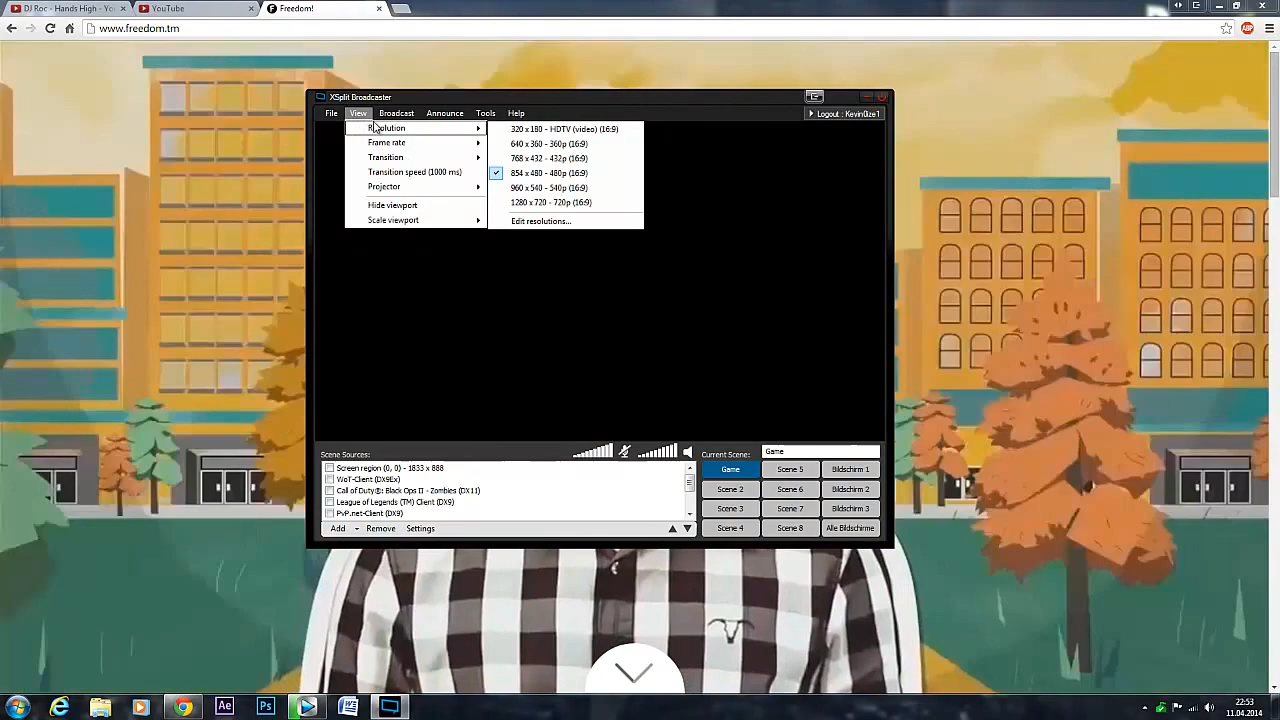 DJ Roc - Hands High - Yo
YouTube
Freedom!
www.freedom.tm
ABP
XSplit Broadcaster
File View Broadcast Announce Tools Help
Logout : KevinGze1
Frame rate
Transition
Transition speed (1000 ms)
Projector
Hide viewport
Scale viewport
320 x 180 - HDTV (video) (16:9)
640 x 360 - 360p (16:9)
768 x 432 - 432p (16:9)
854 x 480 - 480p (16:9)
960 x 540 - 540p (16:9)
1280 x 720 - 720p (16:9)
Edit resolutions...
Scene Sources:
Screen region (0, 0) - 1833 x 888
WoT-Client (DX9Ex)
Call of Duty®: Black Ops II - Zombies (DX11)
League of Legends (TM) Client (DX9)
PvP.net-Client (DX9)
Add Remove Settings
Current Scene: Game
Game Scene 5 Bildschirm 1
Scene 2 Scene 6 Bildschirm 2
Scene 3 Scene 7 Bildschirm 3
Scene 4 Scene 8 Alle Bildschirme
Ae
Ps
22:53
11.04.2014